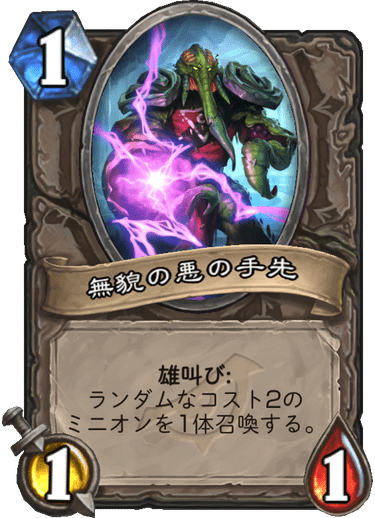 1
無貌の悪の手先
雄叫び:
ランダムなコスト2の
ミニオンを1体召喚する。
1
1